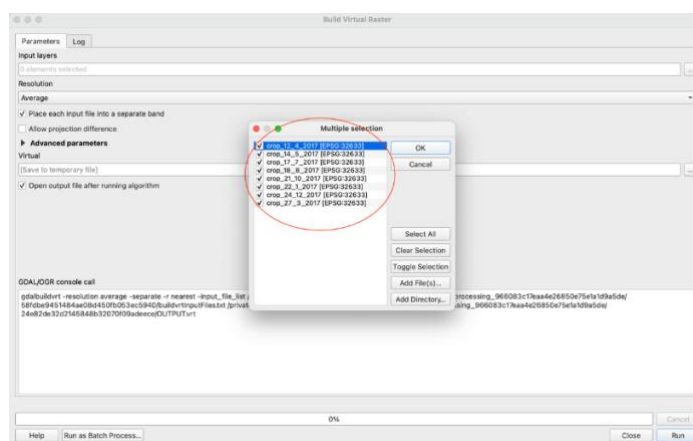 Build Virtual Raster
Parameters Log
Input layers
0 elements selected
Resolution
Average
Place each input file into a separate band
Allow projection difference
Advanced parameters
Virtual
[Save to temporary file]
Open output file after running algorithm
Multiple selection
crop_12_4_2017 [EPSG:32633]
crop_14_5_2017 [EPSG:32633]
crop_17_7_2017 [EPSG:32633]
crop_18_8_2017 [EPSG:32633]
crop_21_10_2017 [EPSG:32633]
crop_22_1_2017 [EPSG:32633]
crop_24_12_2017 [EPSG:32633]
crop_27_3_2017 [EPSG:32633]
OK
Cancel
Select All
Clear Selection
Toggle Selection
Add File(s)...
Add Directory...
GDAL/OGR console call
gdalbuildvrt -resolution average -separate -r nearest -input_file_list
0%
Cancel
Help Run as Batch Process... Close Run